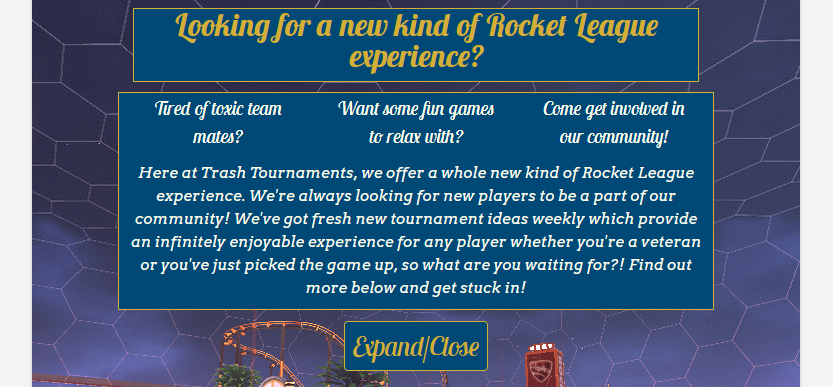 Looking for a new kind of Rocket League
experience?
Tired of toxic team
mates?
Want some fun games
to relax with?
Come get involved in
our community!
Here at Trash Tournaments, we offer a whole new kind of Rocket League
experience. We're always looking for new players to be a part of our
community! We've got fresh new tournament ideas weekly which provide
an infinitely enjoyable experience for any player whether you're a veteran
or you've just picked the game up, so what are you waiting for?! Find out
more below and get stuck in!
Expand/Close